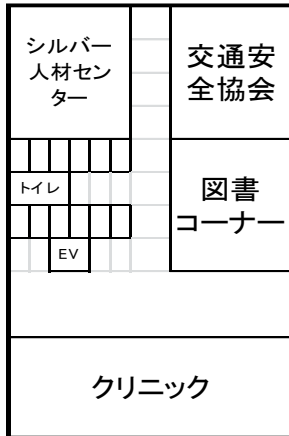 シルバー
人材セン
ター
交通安
全協会
トイレ
図書
コーナー
EV
クリニック